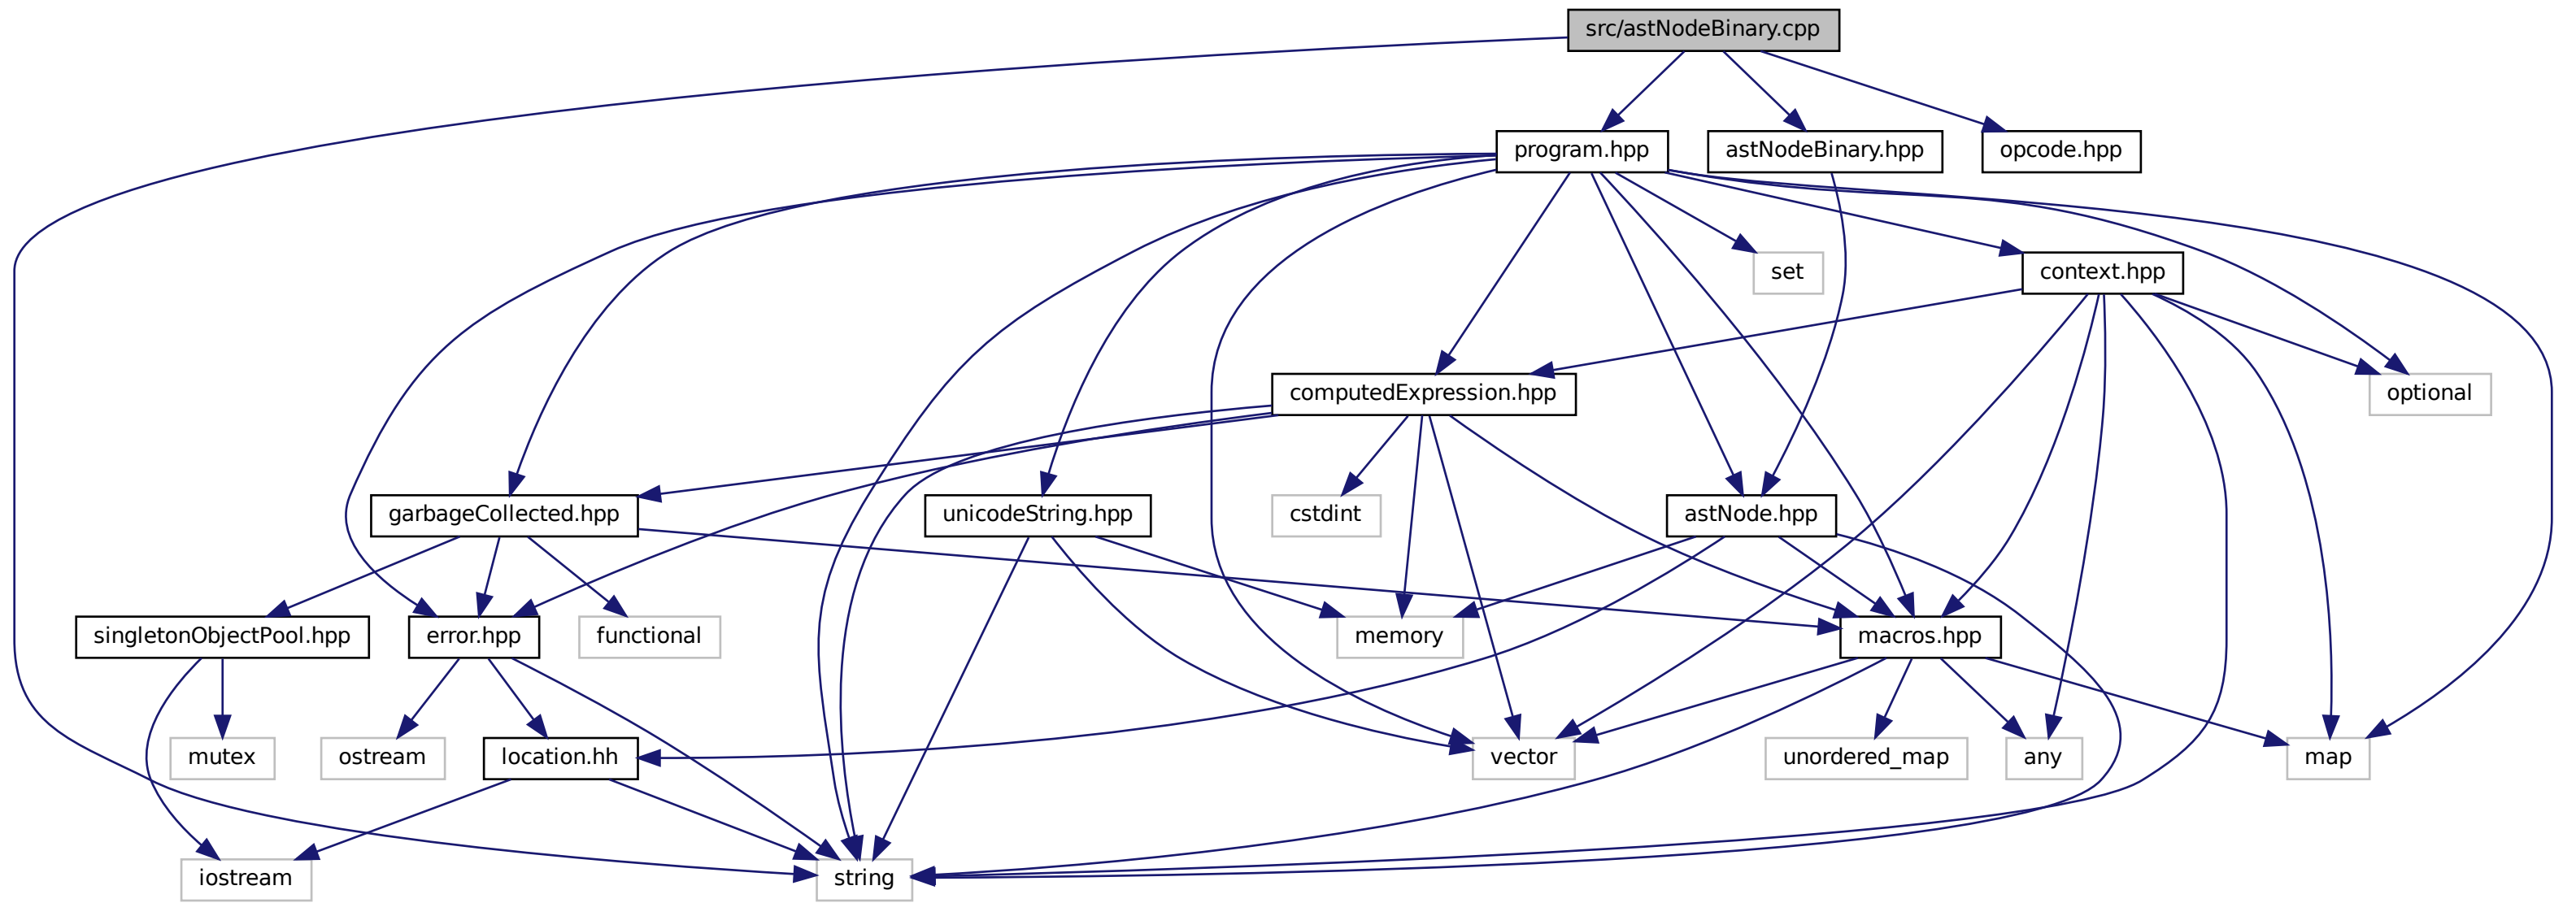 src/astNodeBinary.cpp
program.hpp
astNodeBinary.hpp
opcode.hpp
set
context.hpp
computedExpression.hpp
optional
garbageCollected.hpp
unicodeString.hpp
cstdint
astNode.hpp
singletonObjectPool.hpp
error.hpp
functional
memory
macros.hpp
mutex
ostream
location.hh
vector
unordered_map
any
map
iostream
string